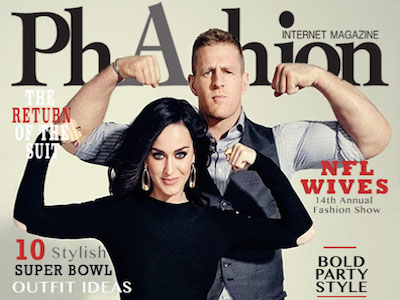 PhAshion
INTERNET MAGAZINE
THE
RETURN
OF THE
SUIT
NFL
WIVES
14th Annual
Fashion Show
10 Stylish
SUPER BOWL
OUTFIT IDEAS
BOLD
PARTY
STYLE